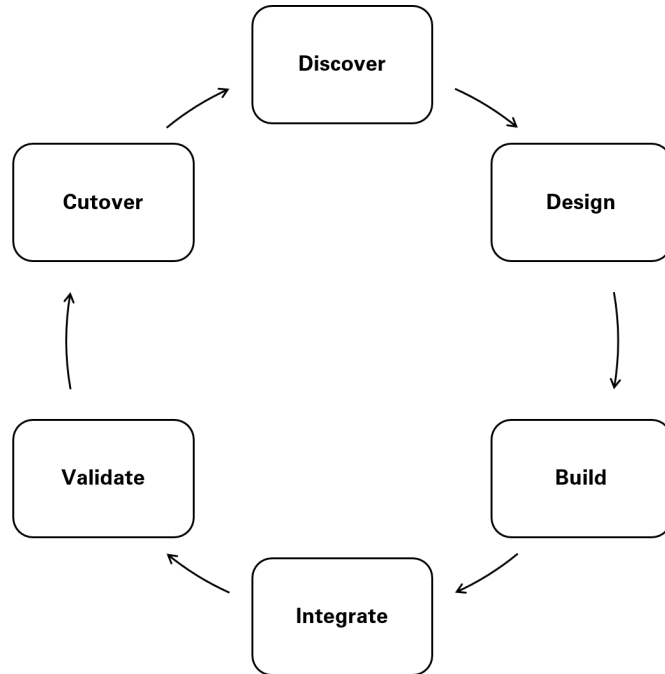 Discover
Design
Build
Integrate
Validate
Cutover